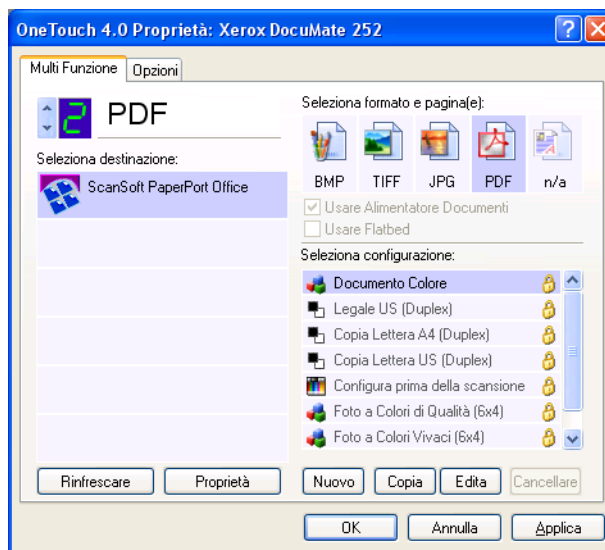 OneTouch 4.0 Proprietà: Xerox DocuMate 252
Multi Funzione
Opzioni
2
PDF
Seleziona destinazione:
ScanSoft PaperPort Office
Rinfrescare
Proprietà
Seleziona formato e pagina(e):
BMP
TIFF
JPG
PDF
n/a
Usare Alimentatore Documenti
Usare Flatbed
Seleziona configurazione:
Documento Colore
Legale US (Duplex)
Copia Lettera A4 (Duplex)
Copia Lettera US (Duplex)
Configura prima della scansione
Foto a Colori di Qualità (6x4)
Foto a Colori Vivaci (6x4)
Nuovo
Copia
Edita
Cancellare
OK
Annulla
Applica